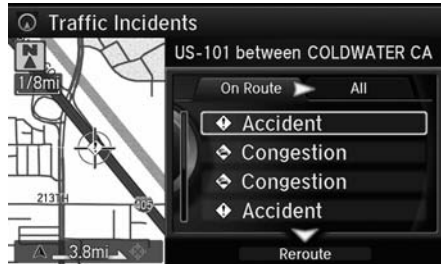 Traffic Incidents
US-101 between COLDWATER CA
N
1/8mi
On Route
All
Accident
Congestion
Congestion
Accident
213TH
405
3.8mi
Reroute